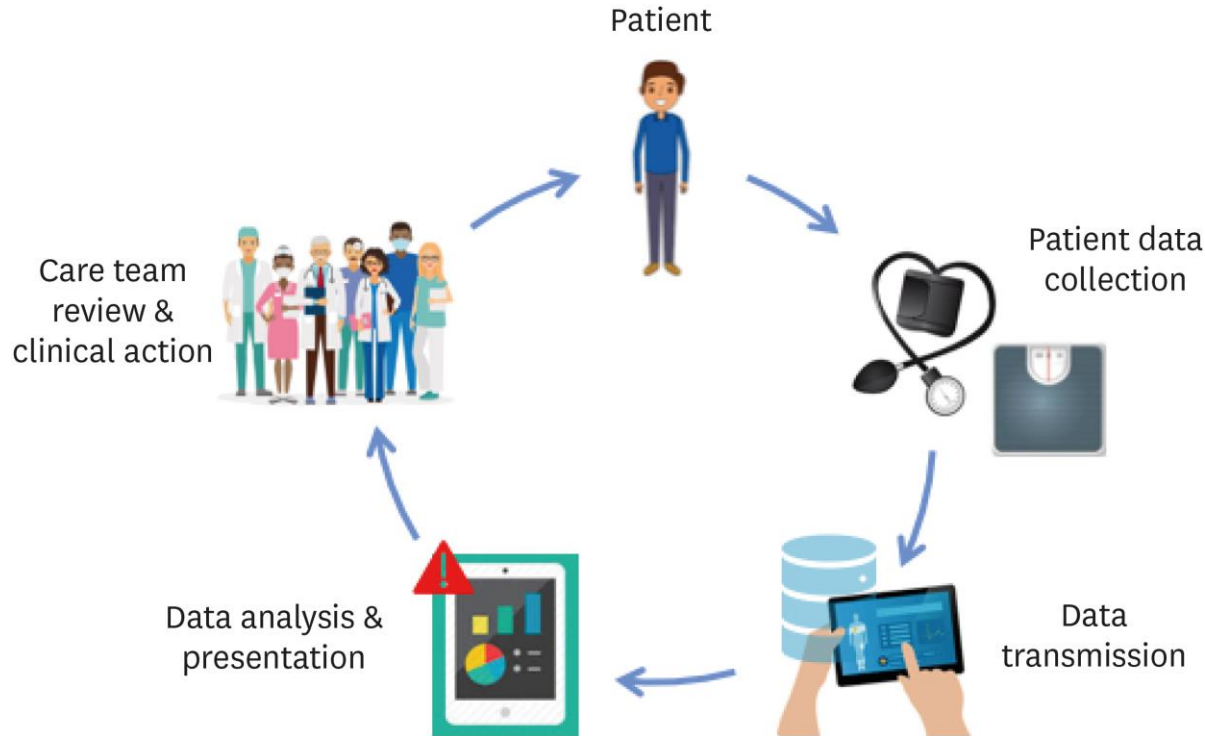 Patient
Patient data
collection
Data
transmission
Data analysis &
presentation
Care team
review &
clinical action